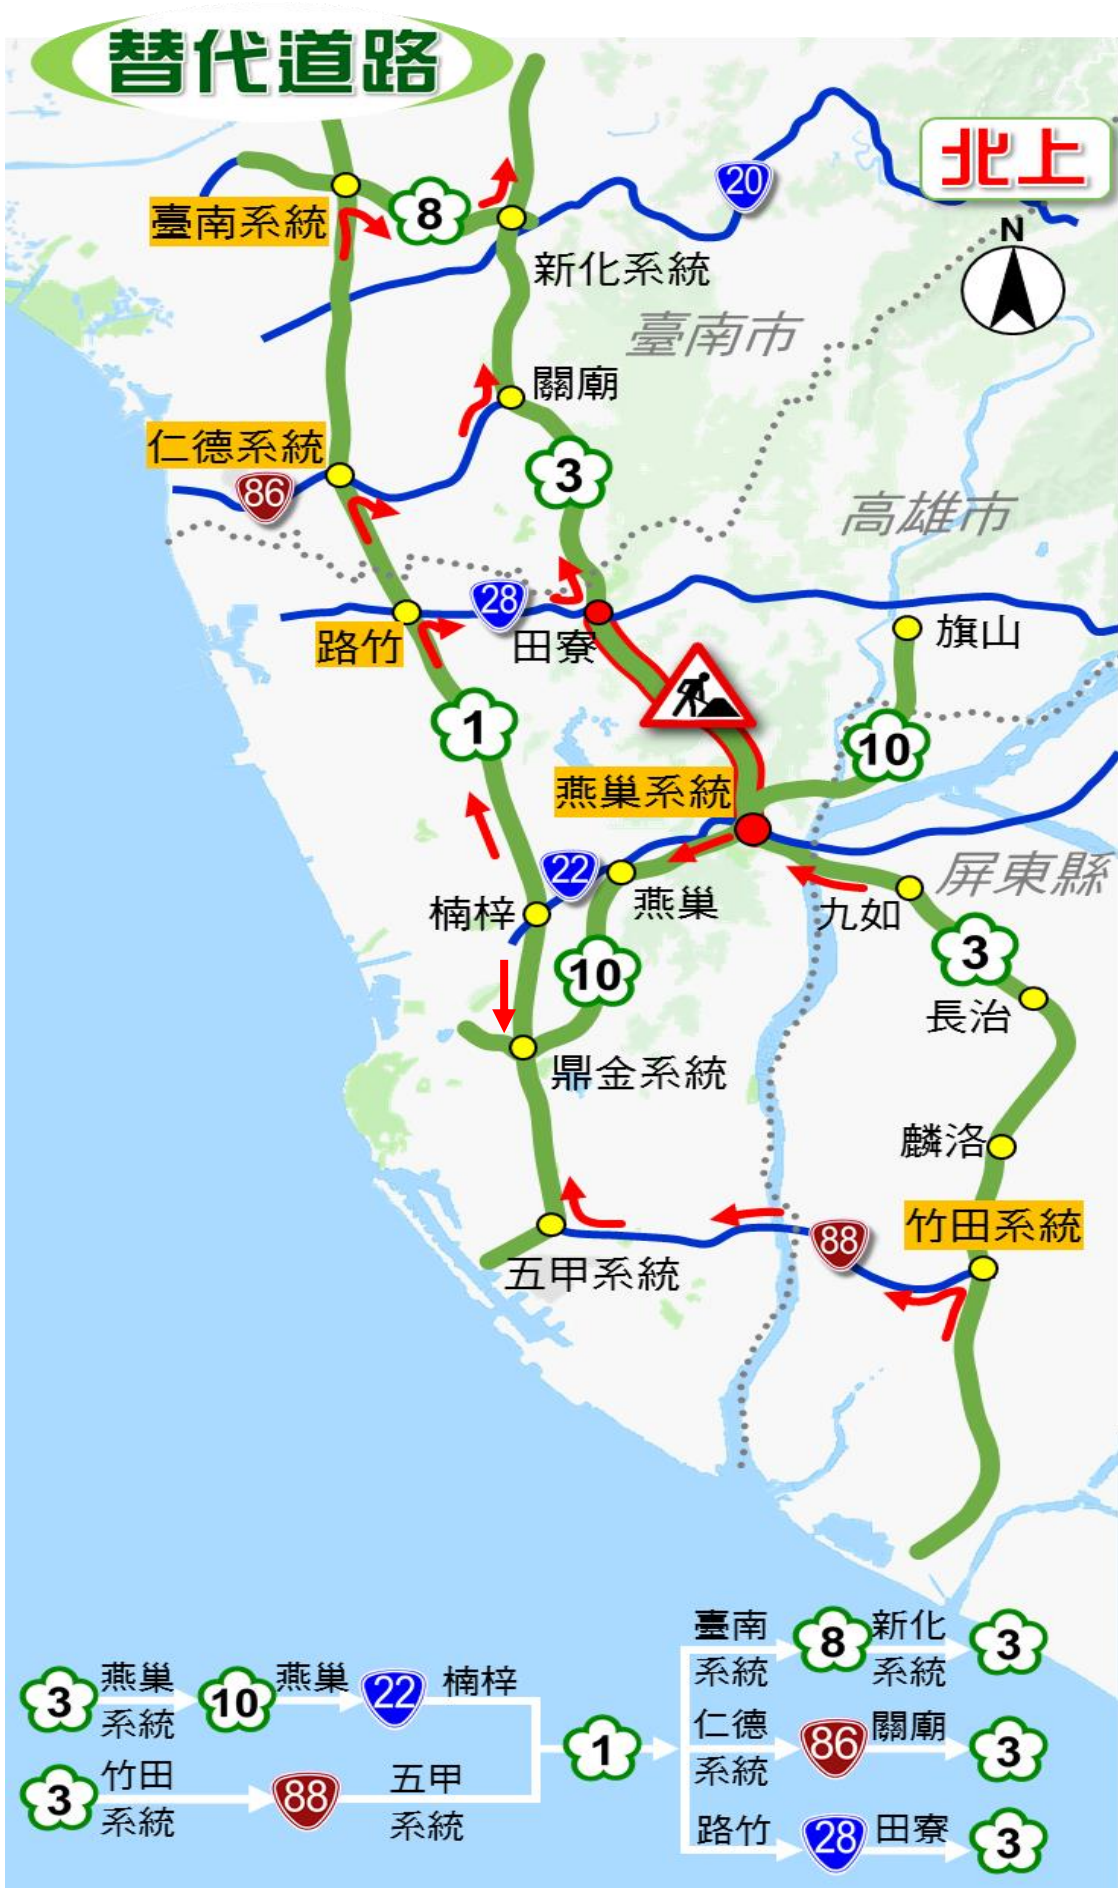 替代道路
北上
N
20
8
臺南系統
新化系統
臺南市
關廟
仁德系統
86
3
高雄市
28
路竹
田寮
旗山
1
10
燕巢系統
22
燕巢
屏東縣
楠梓
九如
10
3
長治
鼎金系統
麟洛
竹田系統
88
五甲系統
3 燕巢系統 10 燕巢 22 楠梓
3 竹田系統 88 五甲系統
1
臺南系統 8 新化系統 3
仁德系統 86 關廟 3
路竹 28 田寮 3